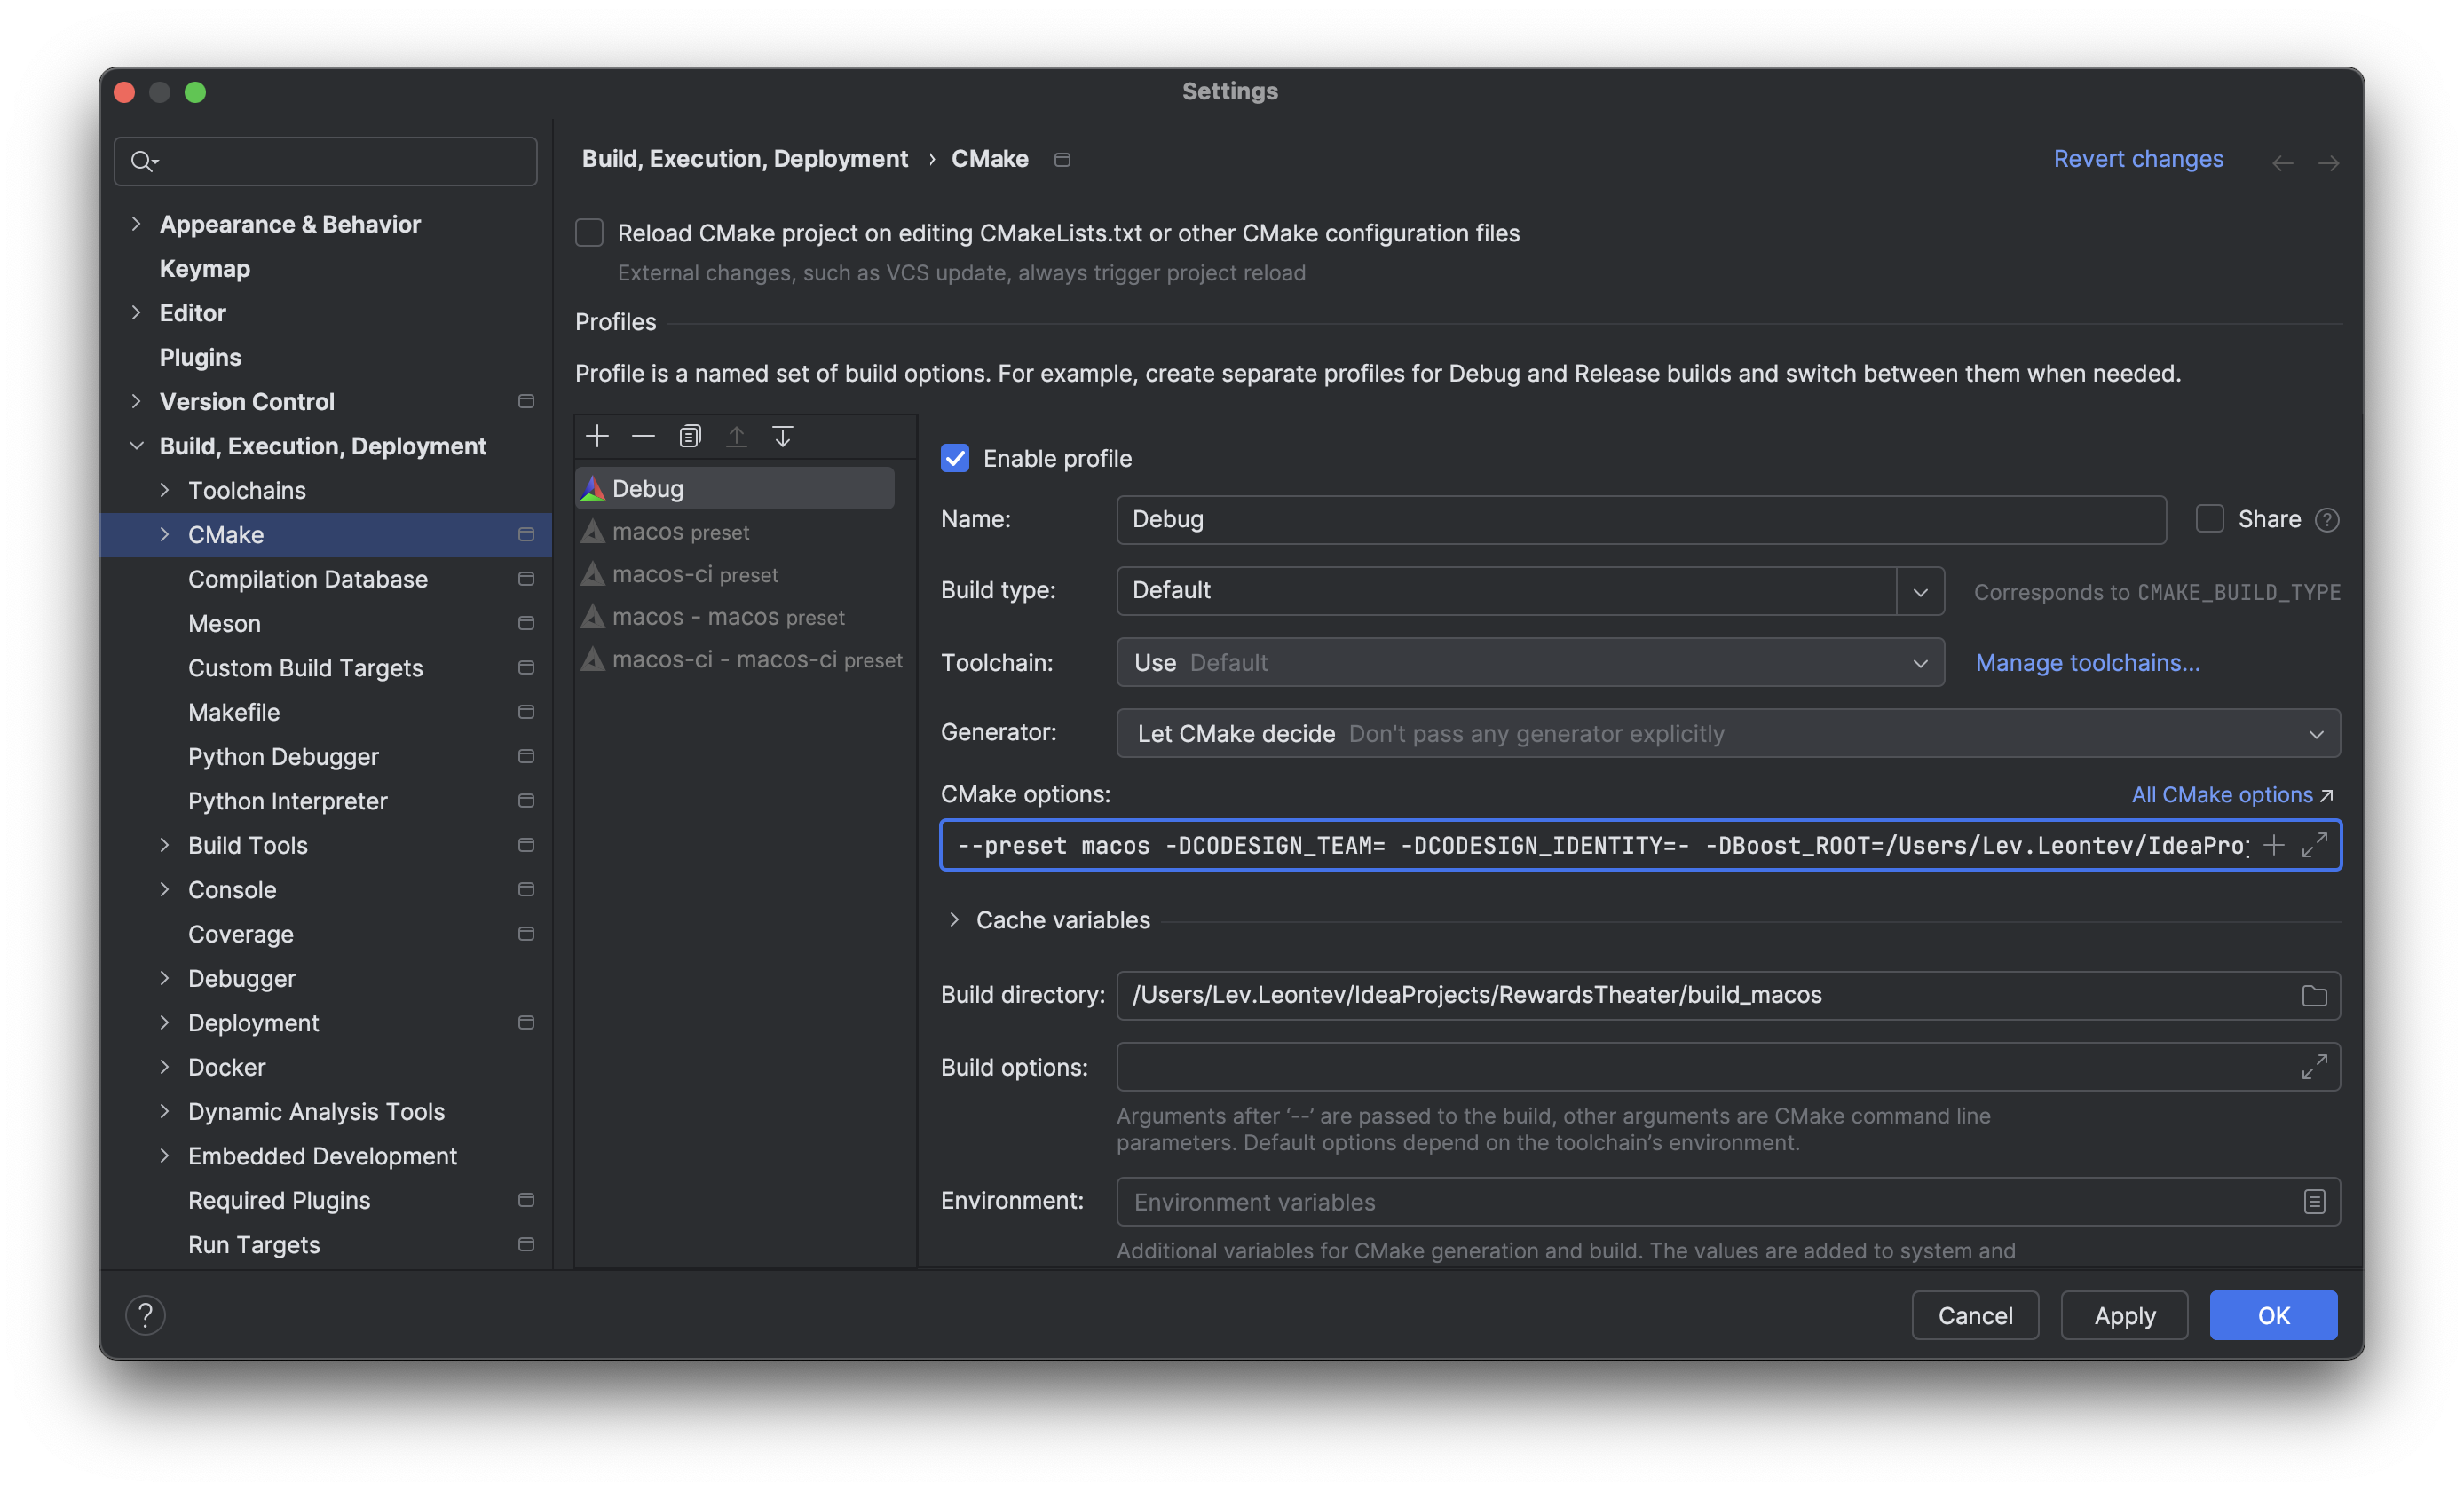 Settings
Appearance & Behavior
Keymap
Editor
Plugins
Version Control
Build, Execution, Deployment
Toolchains
CMake
Compilation Database
Meson
Custom Build Targets
Makefile
Python Debugger
Python Interpreter
Build Tools
Console
Coverage
Debugger
Deployment
Docker
Dynamic Analysis Tools
Embedded Development
Required Plugins
Run Targets
Build, Execution, Deployment › CMake
Revert changes
Reload CMake project on editing CMakeLists.txt or other CMake configuration files
External changes, such as VCS update, always trigger project reload
Profiles
Profile is a named set of build options. For example, create separate profiles for Debug and Release builds and switch between them when needed.
Debug
macos preset
macos-ci preset
macos - macos preset
macos-ci - macos-ci preset
Enable profile
Name: Debug Share ?
Build type: Default Corresponds to CMAKE_BUILD_TYPE
Toolchain: Use Default Manage toolchains...
Generator: Let CMake decide Don't pass any generator explicitly
CMake options: All CMake options ↗
--preset macos -DCODESIGN_TEAM= -DCODESIGN_IDENTITY=- -DBoost_ROOT=/Users/Lev.Leontev/IdeaPro
Cache variables
Build directory: /Users/Lev.Leontev/IdeaProjects/RewardsTheater/build_macos
Build options:
Arguments after ‘--’ are passed to the build, other arguments are CMake command line
parameters. Default options depend on the toolchain’s environment.
Environment: Environment variables
Additional variables for CMake generation and build. The values are added to system and
? Cancel Apply OK